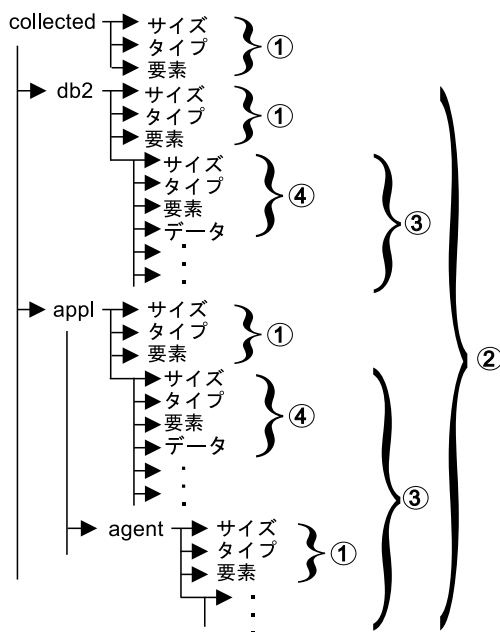 collected サイズ
タイプ ①
要素
db2 サイズ
タイプ ①
要素
サイズ
タイプ
要素 ④
データ ③
②
appl サイズ
タイプ ①
要素
サイズ
タイプ
要素 ④
データ
③
agent サイズ
タイプ ①
要素